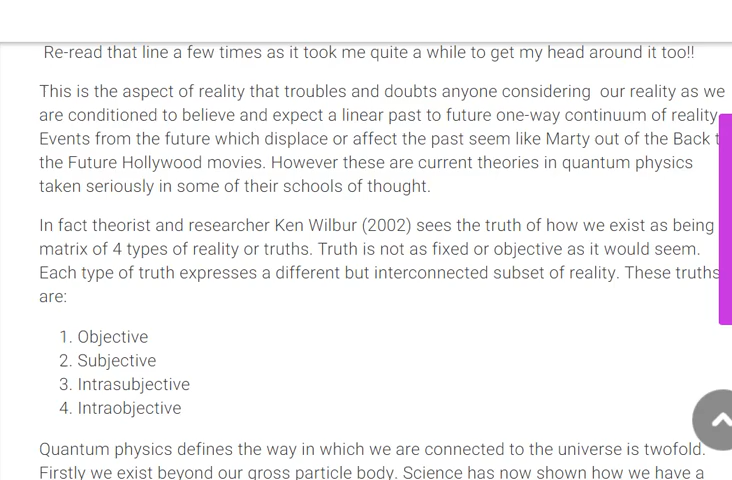 Re-read that line a few times as it took me quite a while to get my head around it too!!
This is the aspect of reality that troubles and doubts anyone considering our reality as we
are conditioned to believe and expect a linear past to future one-way continuum of reality
Events from the future which displace or affect the past seem like Marty out of the Back t
the Future Hollywood movies. However these are current theories in quantum physics
taken seriously in some of their schools of thought.
In fact theorist and researcher Ken Wilbur (2002) sees the truth of how we exist as being
matrix of 4 types of reality or truths. Truth is not as fixed or objective as it would seem.
Each type of truth expresses a different but interconnected subset of reality. These truths
are:
1. Objective
2. Subjective
3. Intrasubjective
4. Intraobjective
Quantum physics defines the way in which we are connected to the universe is twofold.
Firstly we exist beyond our gross particle body. Science has now shown how we have a